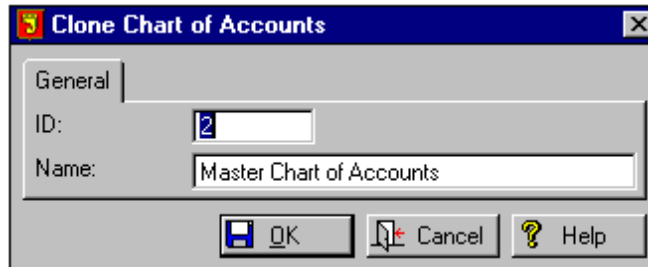 Clone Chart of Accounts
General
ID: 2
Name: Master Chart of Accounts
OK Cancel Help